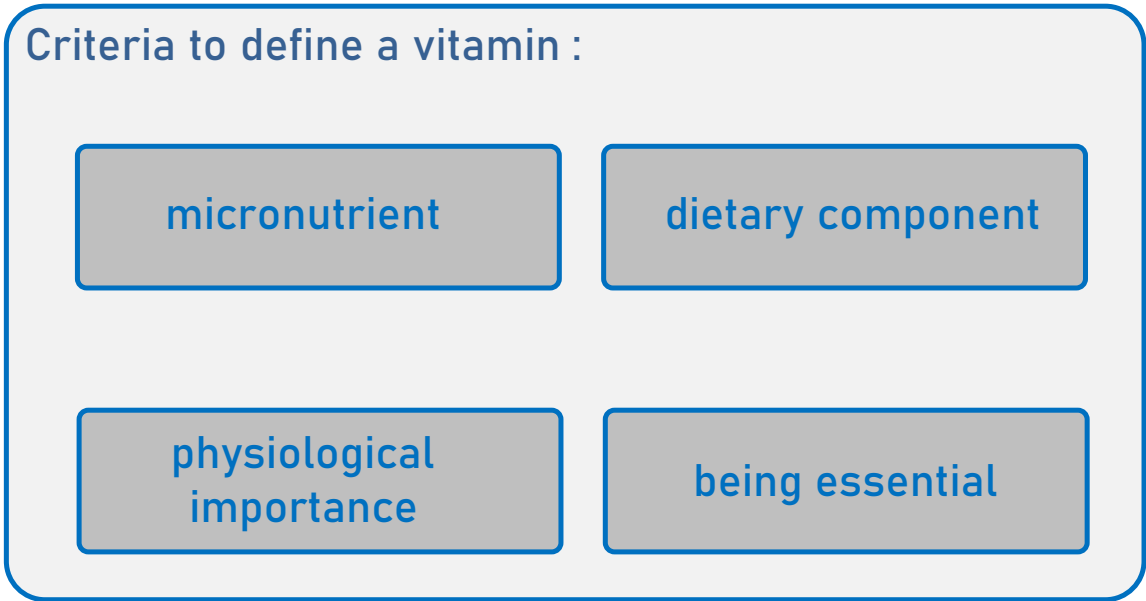 Criteria to define a vitamin :
micronutrient
dietary component
physiological
importance
being essential